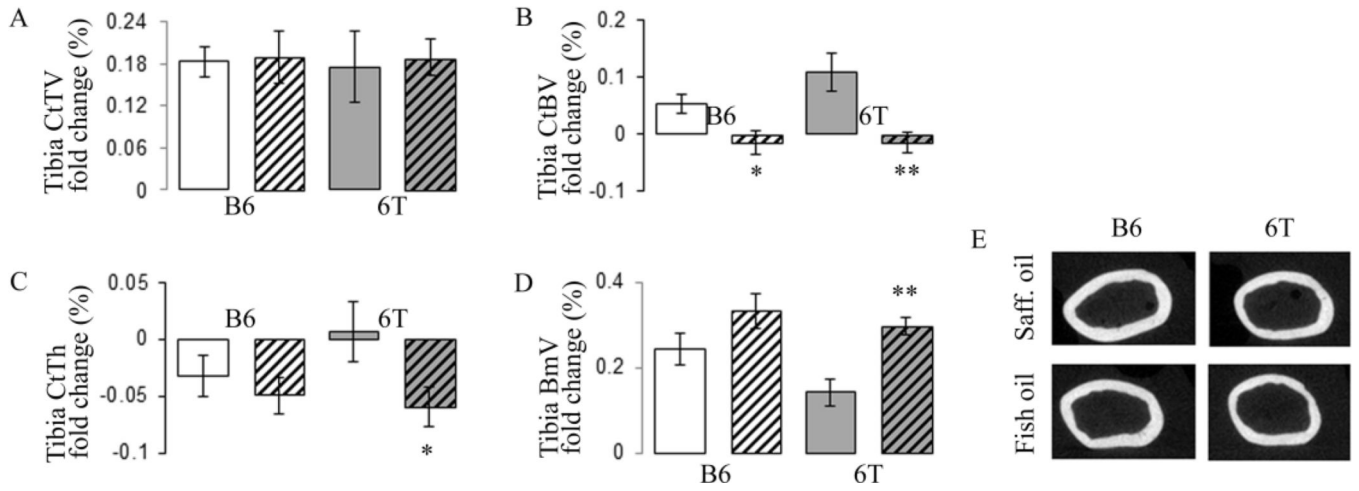 A
Tibia CtTV
fold change (%)
0.24
0.18
0.12
0.06
0
B6
6T
B
Tibia CtBV
fold change (%)
0.2
0.1
0
-0.1
B6
6T
*
**
C
Tibia CtTh
fold change (%)
0.05
0
-0.05
-0.1
B6
6T
*
D
Tibia BmV
fold change (%)
0.4
0.2
0
**
B6
6T
E
B6
6T
Saff. oil
Fish oil